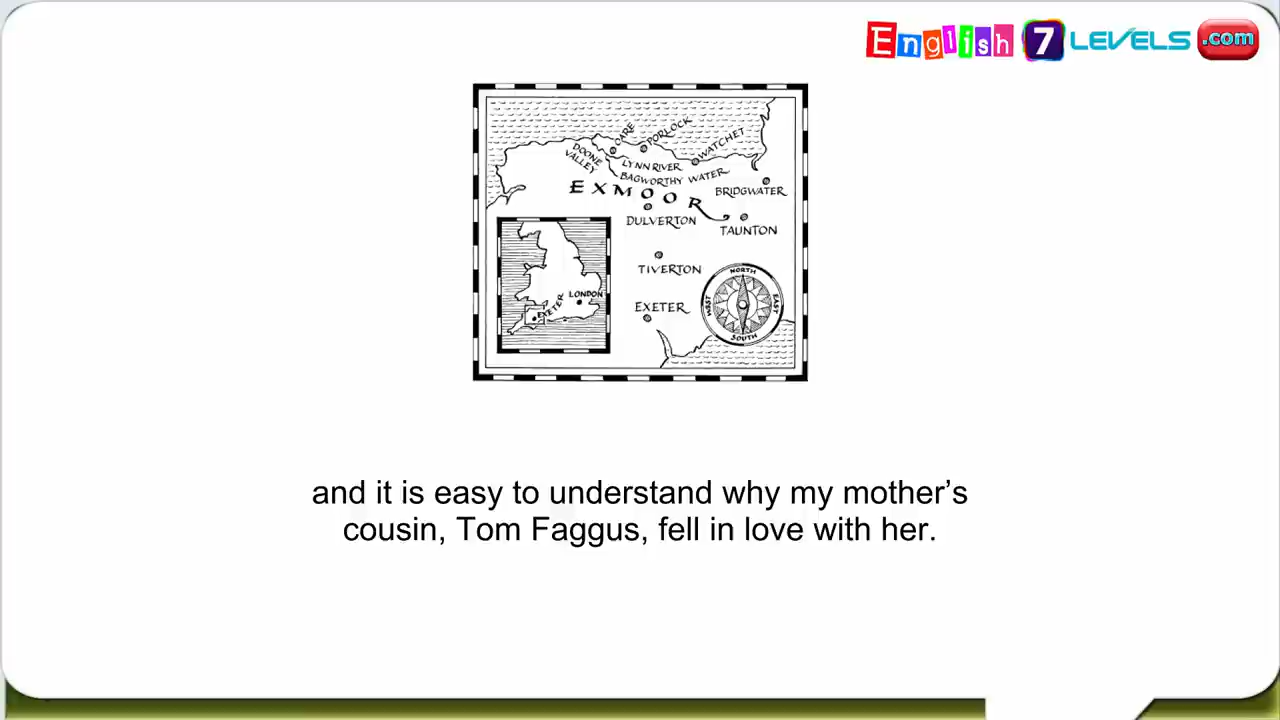 English 7 LEVELS .com
OARE
PORLOCK
WATCHET
DOONE
VALLEY
LYNN RIVER
BAGWORTHY WATER
EXMOOR
BRIDGWATER
DULVERTON
TAUNTON
TIVERTON
EXETER
LONDON
EXETER
NORTH
WEST
EAST
SOUTH
and it is easy to understand why my mother’s
cousin, Tom Faggus, fell in love with her.